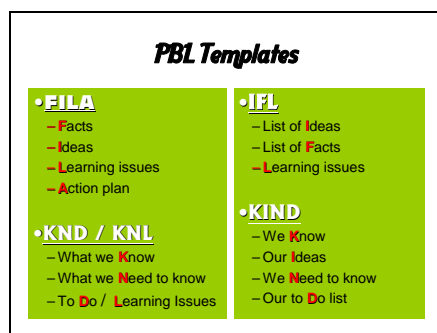 PBL Templates
•FILA
– Facts
– Ideas
– Learning issues
– Action plan
•KND / KNL
– What we Know
– What we Need to know
– To Do / Learning Issues
•IFL
– List of Ideas
– List of Facts
– Learning issues
•KIND
– We Know
– Our Ideas
– We Need to know
– Our to Do list